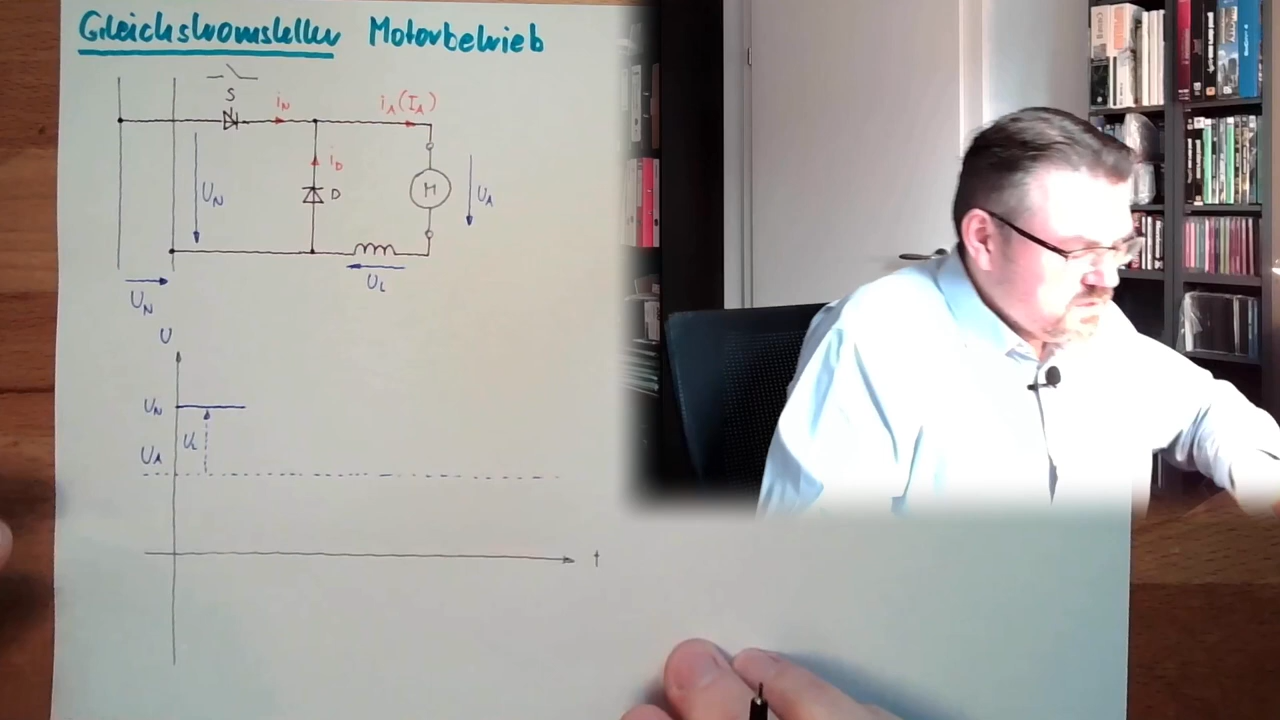 Gleichstromsteller Motorbetrieb
S
iN
iA (IA)
iD
UN
D
M
UA
UL
UN
U
UN
UL
UA
t